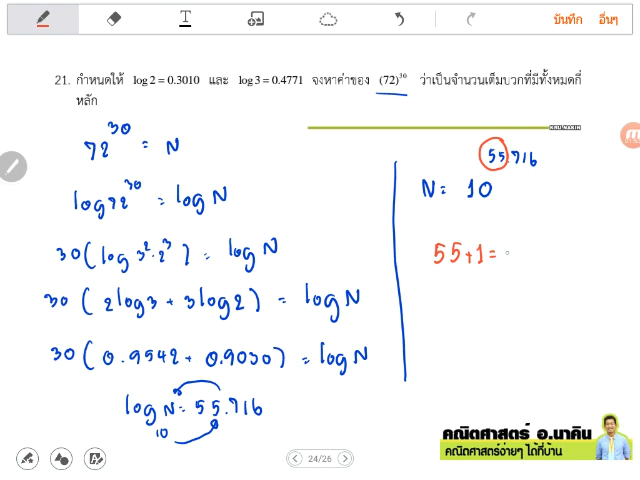 บันทึก อื่นๆ
21. กำหนดให้ log 2 = 0.3010 และ log 3 = 0.4771 จงหาค่าของ (72)³⁰ ว่าเป็นจำนวนเต็มบวกที่มีทั้งหมดกี่
หลัก
72³⁰ = N
log 72³⁰ = log N
30 ( log 3²·2³ ) = log N
30 ( 2log3 + 3log2 ) = log N
30 ( 0.9542 + 0.9030 ) = log N
log N = 55.716
10
N = 10^55.716
55+1=
คณิตศาสตร์ อ.นาคิน
คณิตศาสตร์ง่ายๆ ได้ที่บ้าน
24/26